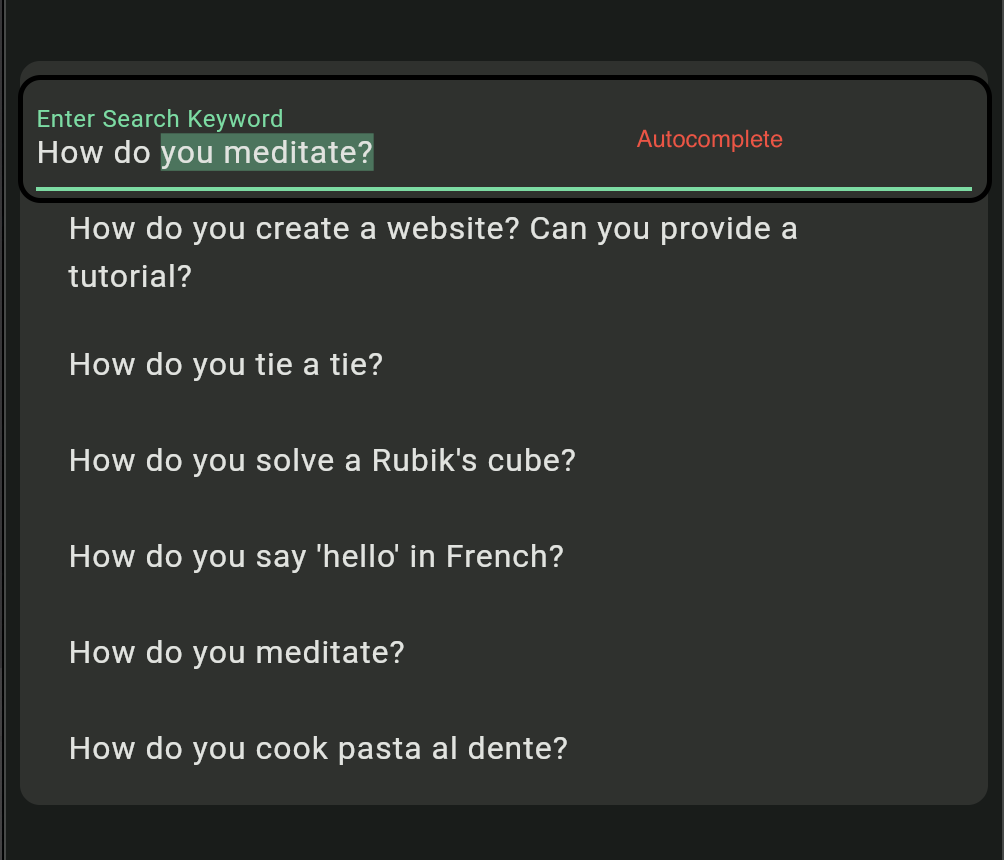 Enter Search Keyword
How do you meditate?
Autocomplete
How do you create a website? Can you provide a
tutorial?
How do you tie a tie?
How do you solve a Rubik's cube?
How do you say 'hello' in French?
How do you meditate?
How do you cook pasta al dente?